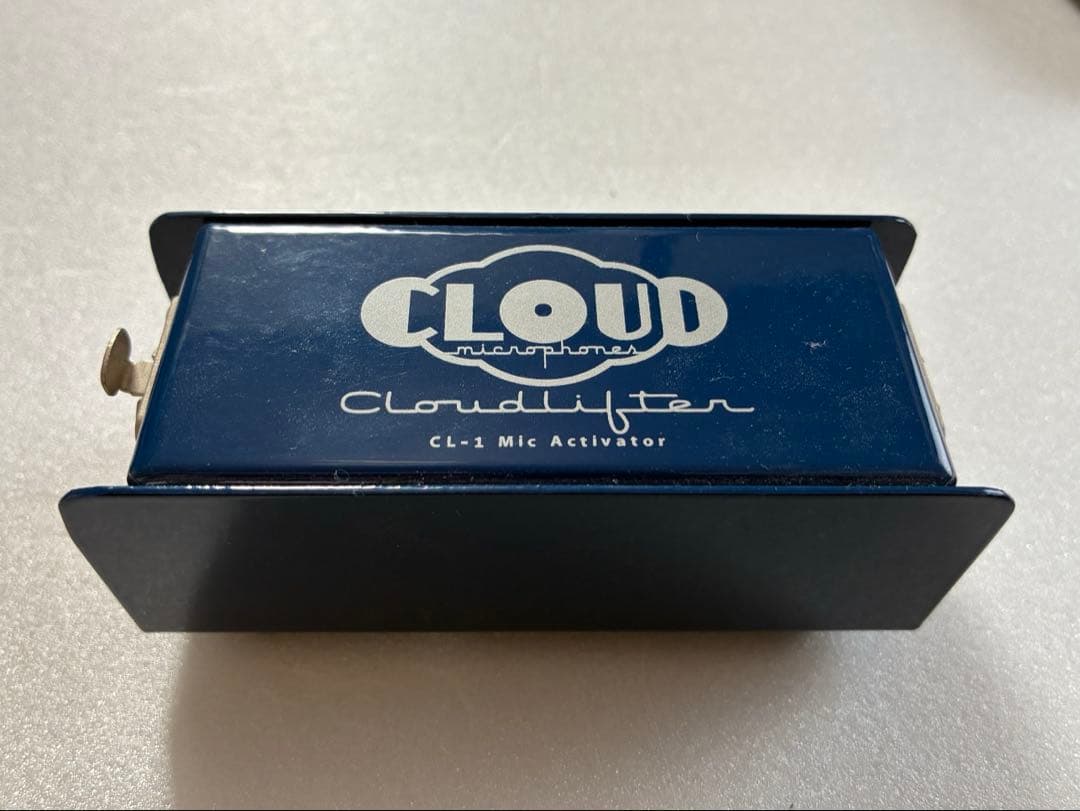 CLOUD
microphones
Cloudlifter
CL-1 Mic Activator